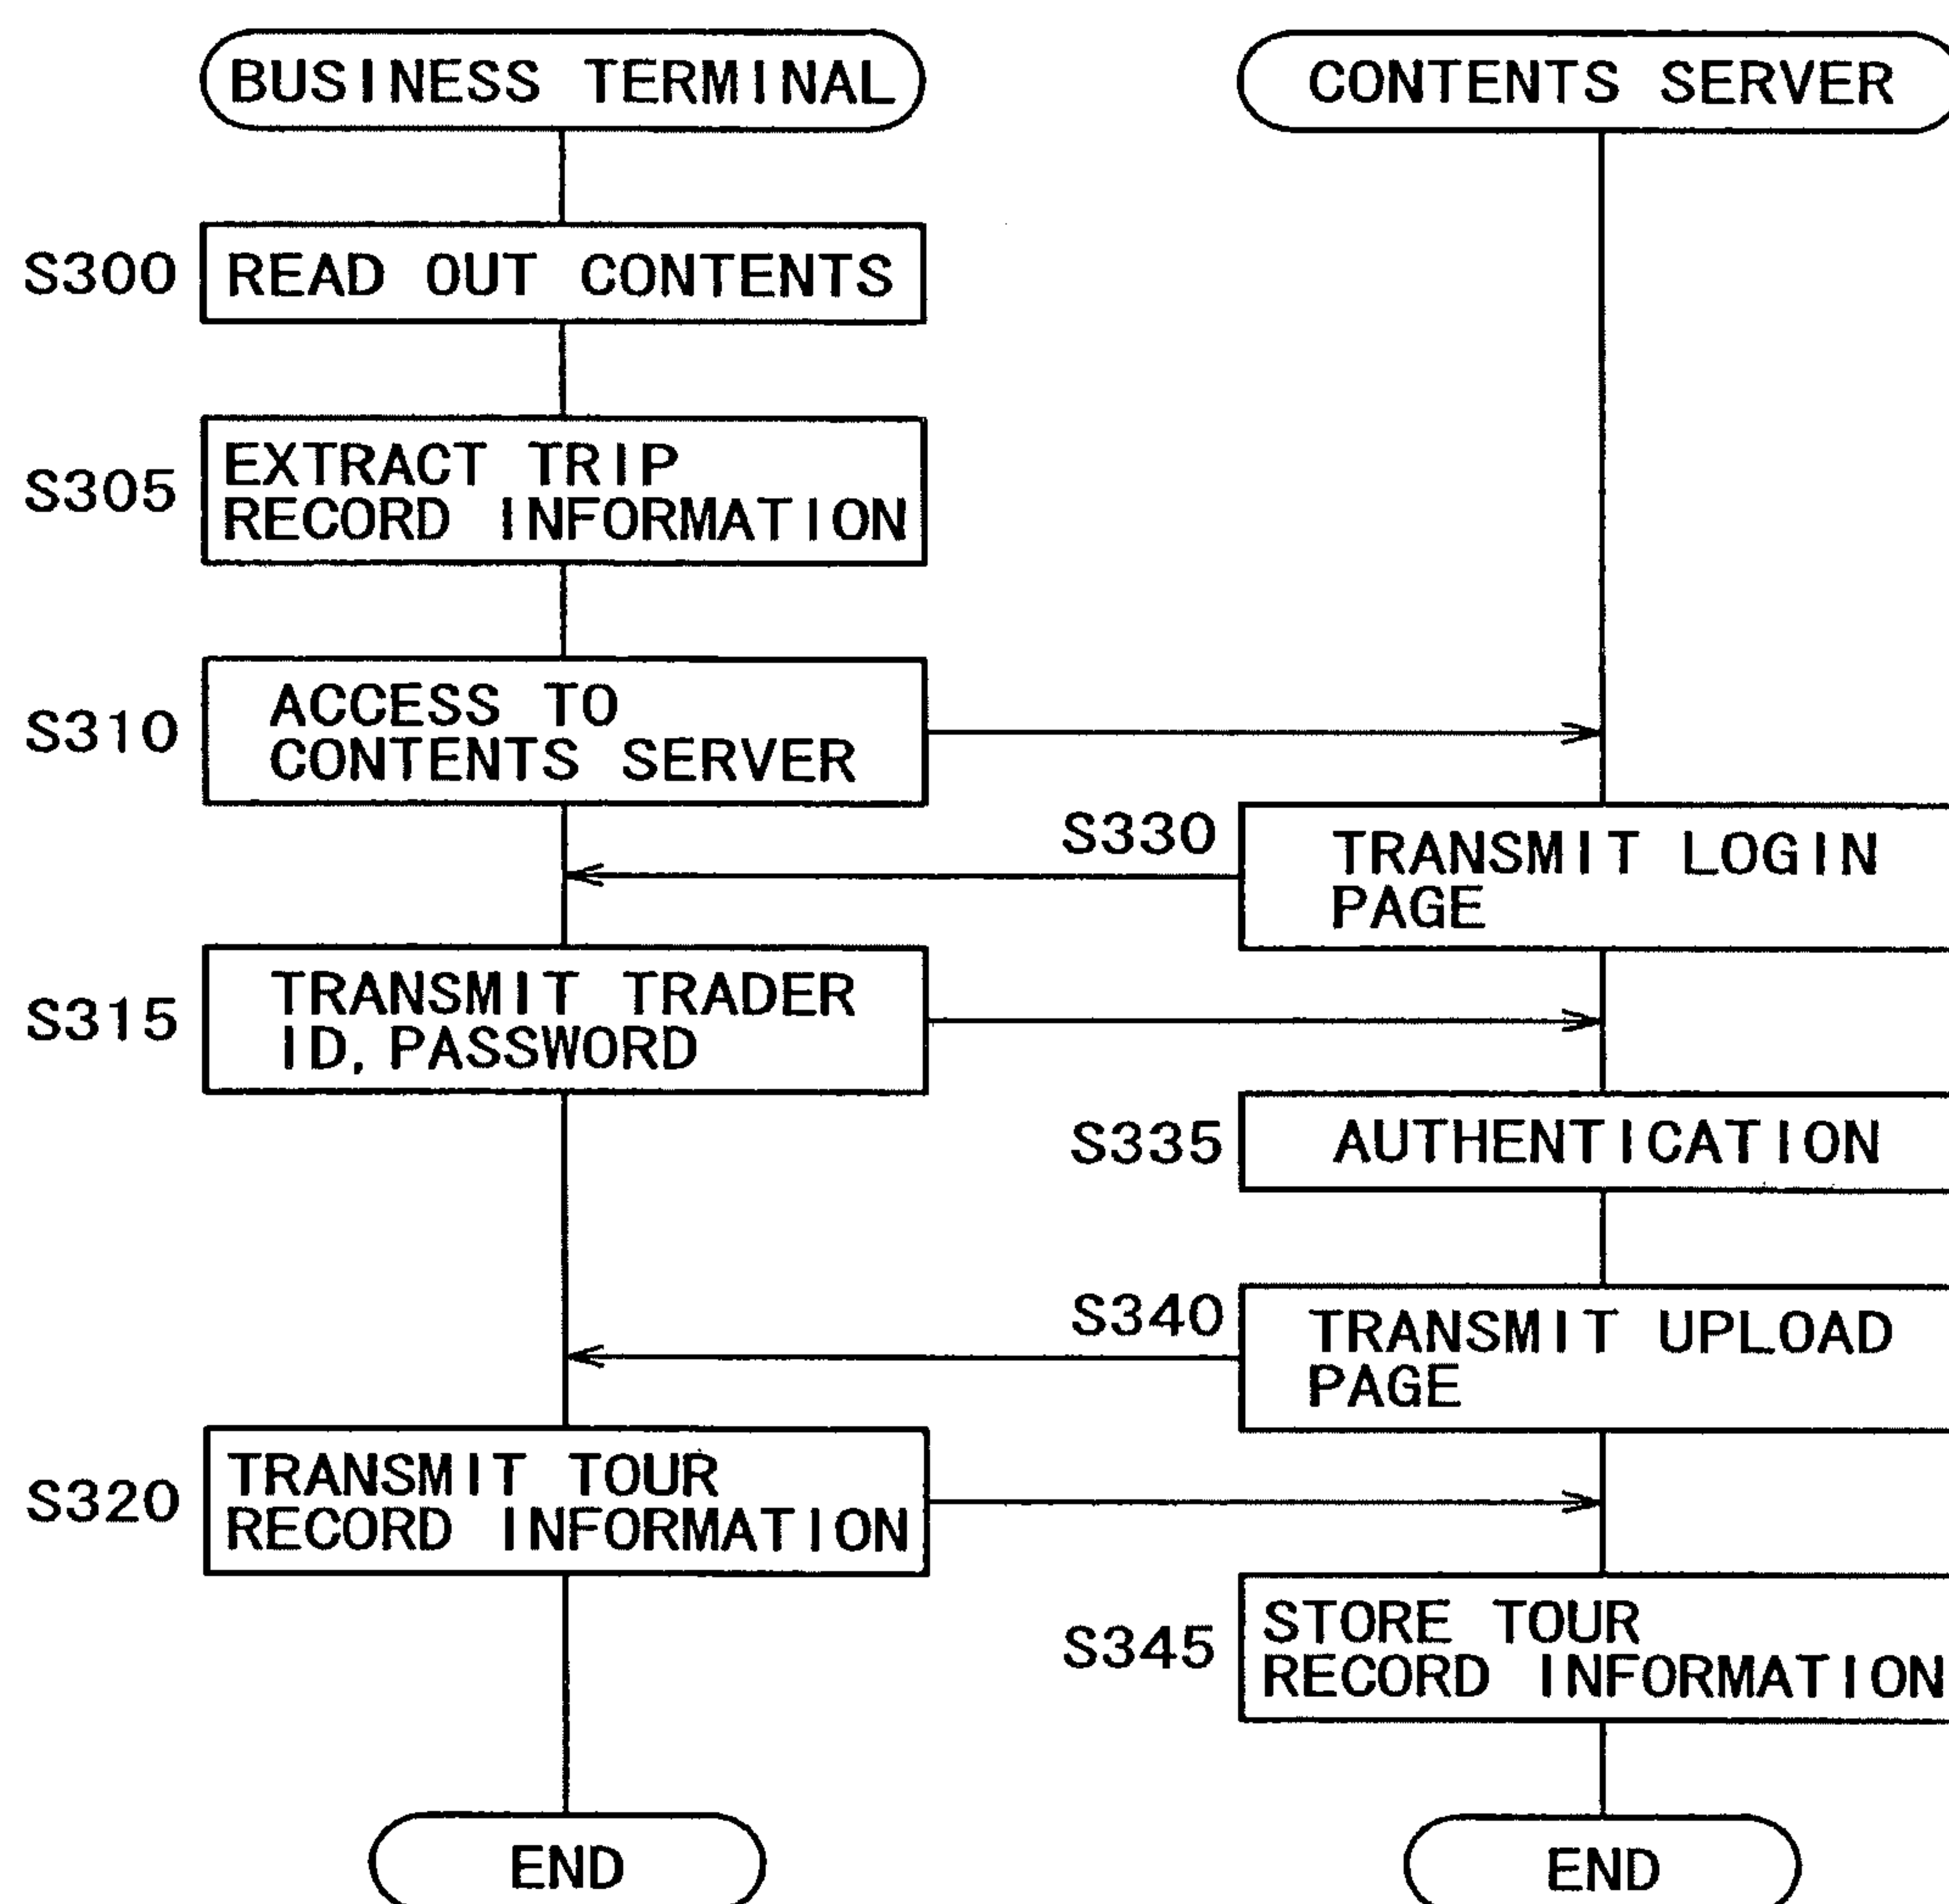 BUSINESS TERMINAL
CONTENTS SERVER
S300
READ OUT CONTENTS
S305
EXTRACT TRIP
RECORD INFORMATION
S310
ACCESS TO
CONTENTS SERVER
S330
TRANSMIT LOGIN
PAGE
S315
TRANSMIT TRADER
ID, PASSWORD
S335
AUTHENTICATION
S340
TRANSMIT UPLOAD
PAGE
S320
TRANSMIT TOUR
RECORD INFORMATION
S345
STORE TOUR
RECORD INFORMATION
END
END